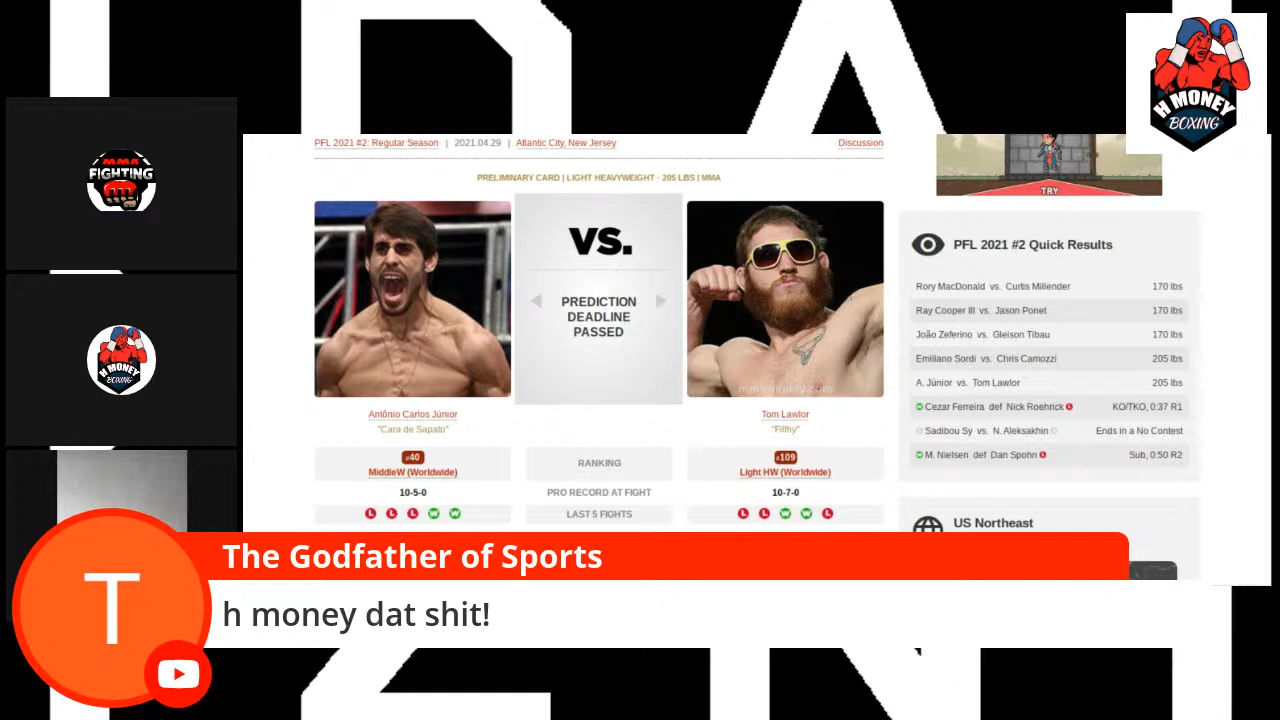 H MONEY
BOXING
MMA
FIGHTING
H MONEY
BOXING
PFL 2021 #2: Regular Season | 2021.04.29 | Atlantic City, New Jersey
Discussion
PRELIMINARY CARD | LIGHT HEAVYWEIGHT · 205 LBS | MMA
VS.
PREDICTION
DEADLINE
PASSED
Antônio Carlos Júnior
"Cara de Sapato"
Tom Lawlor
"Filthy"
#40
MiddleW (Worldwide)
RANKING
#109
Light HW (Worldwide)
10-5-0
PRO RECORD AT FIGHT
10-7-0
L L L W W
LAST 5 FIGHTS
L L W W L
TRY
PFL 2021 #2 Quick Results
Rory MacDonald vs. Curtis Millender 170 lbs
Ray Cooper III vs. Jason Ponet 170 lbs
João Zeferino vs. Gleison Tibau 170 lbs
Emiliano Sordi vs. Chris Camozzi 205 lbs
A. Júnior vs. Tom Lawlor 205 lbs
W Cezar Ferreira def Nick Roehrick L KO/TKO, 0:37 R1
Sadibou Sy vs. N. Aleksakhin Ends in a No Contest
W M. Nielsen def Dan Spohn L Sub, 0:50 R2
US Northeast
T
The Godfather of Sports
h money dat shit!